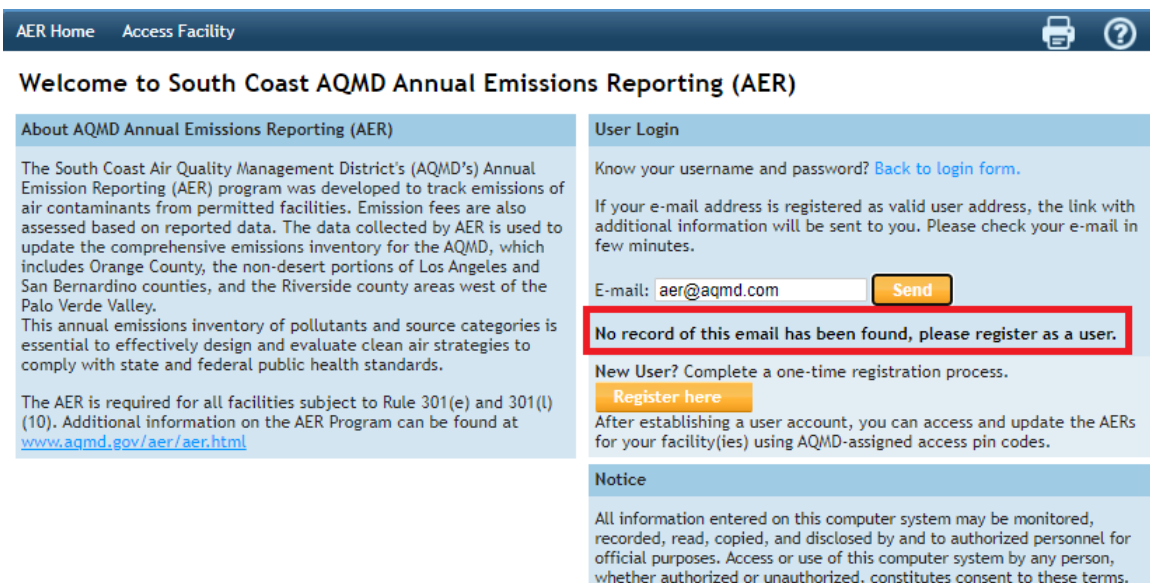 AER Home Access Facility
Welcome to South Coast AQMD Annual Emissions Reporting (AER)
About AQMD Annual Emissions Reporting (AER)
The South Coast Air Quality Management District's (AQMD's) Annual
Emission Reporting (AER) program was developed to track emissions of
air contaminants from permitted facilities. Emission fees are also
assessed based on reported data. The data collected by AER is used to
update the comprehensive emissions inventory for the AQMD, which
includes Orange County, the non-desert portions of Los Angeles and
San Bernardino counties, and the Riverside county areas west of the
Palo Verde Valley.
This annual emissions inventory of pollutants and source categories is
essential to effectively design and evaluate clean air strategies to
comply with state and federal public health standards.
The AER is required for all facilities subject to Rule 301(e) and 301(l)
(10). Additional information on the AER Program can be found at
www.aqmd.gov/aer/aer.html
User Login
Know your username and password? Back to login form.
If your e-mail address is registered as valid user address, the link with
additional information will be sent to you. Please check your e-mail in
few minutes.
E-mail: aer@aqmd.com Send
No record of this email has been found, please register as a user.
New User? Complete a one-time registration process.
Register here
After establishing a user account, you can access and update the AERs
for your facility(ies) using AQMD-assigned access pin codes.
Notice
All information entered on this computer system may be monitored,
recorded, read, copied, and disclosed by and to authorized personnel for
official purposes. Access or use of this computer system by any person,
whether authorized or unauthorized, constitutes consent to these terms.